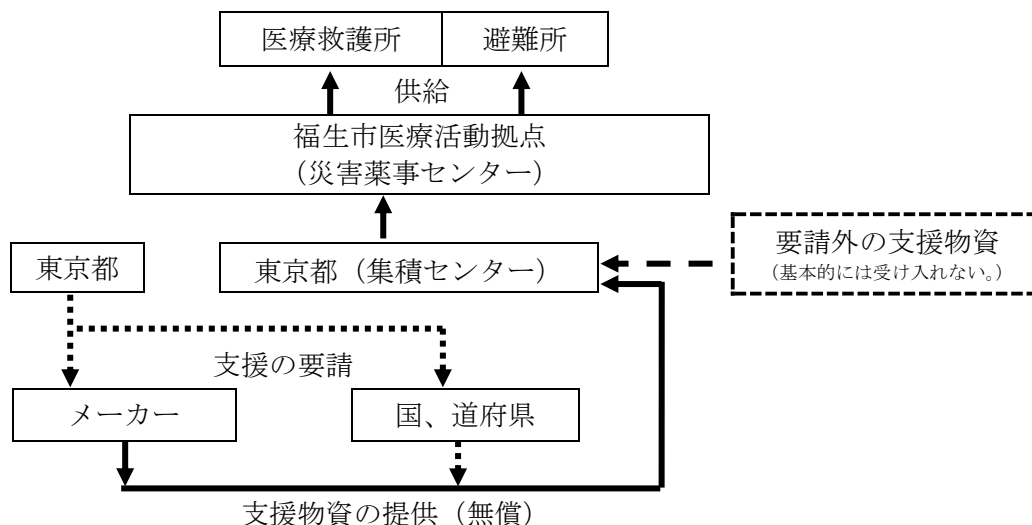 医療救護所
避難所
供給
福生市医療活動拠点
（災害薬事センター）
要請外の支援物資
（基本的には受け入れない。）
東京都
東京都（集積センター）
支援の要請
メーカー
国、道府県
支援物資の提供（無償）